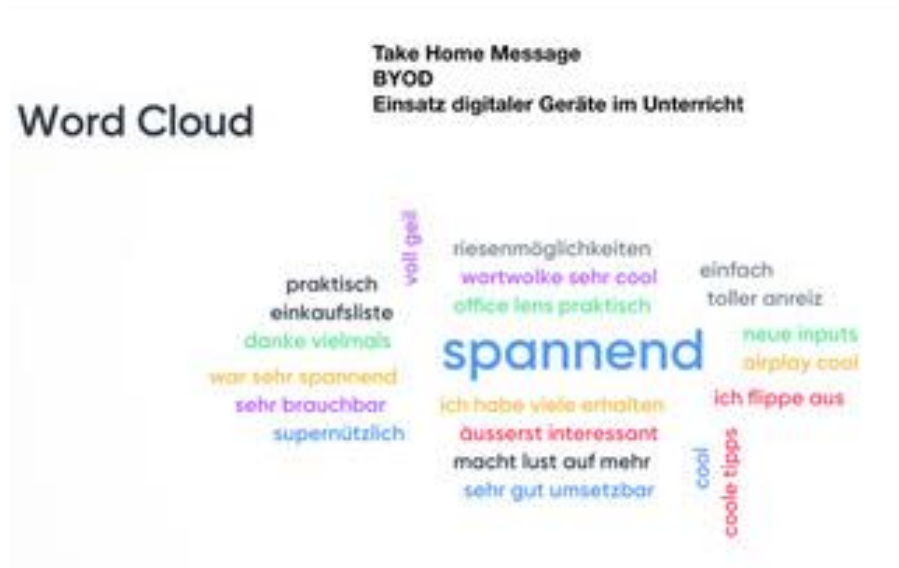 Take Home Message
BYOD
Einsatz digitaler Geräte im Unterricht
Word Cloud
voll geil
riesenmöglichkeiten
wortwolke sehr cool
office lens praktisch
einfach
toller anreiz
praktisch
einkaufsliste
danke vielmals
spannend
neue inputs
airplay cool
war sehr spannend
sehr brauchbar
supernützlich
ich habe viele erhalten
äusserst interessant
macht lust auf mehr
sehr gut umsetzbar
ich flippe aus
cool
coole tipps